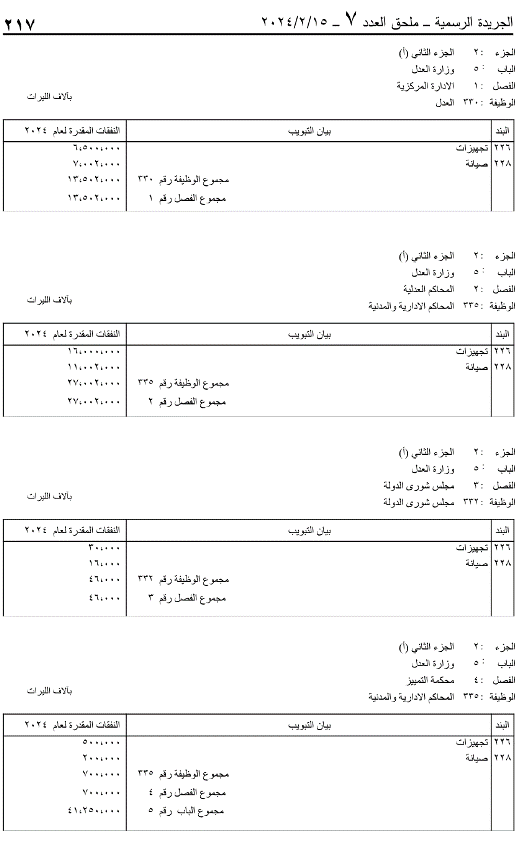 الجريدة الرسمية ــ ملحق العدد ٧ ــ ٢٠٢٤/٢/١٥ ٢١٧
الجزء : ٢ الجزء الثاني (أ)
الباب : ٥ وزارة العدل
الفصل : ١ الادارة المركزية
الوظيفة : ٣٣٠ العدل
بآلاف الليرات
البند بيان التبويب النفقات المقدرة لعام ٢٠٢٤
٢٢٦ تجهيزات ٦،٥٠٠،٠٠٠
٢٢٨ صيانة ٧،٠٠٢،٠٠٠
مجموع الوظيفة رقم ٣٣٠ ١٣،٥٠٢،٠٠٠
مجموع الفصل رقم ١ ١٣،٥٠٢،٠٠٠
الجزء : ٢ الجزء الثاني (أ)
الباب : ٥ وزارة العدل
الفصل : ٢ المحاكم العدلية
الوظيفة : ٣٣٥ المحاكم الادارية والمدنية
بآلاف الليرات
البند بيان التبويب النفقات المقدرة لعام ٢٠٢٤
٢٢٦ تجهيزات ١٦،٠٠٠،٠٠٠
٢٢٨ صيانة ١١،٠٠٢،٠٠٠
مجموع الوظيفة رقم ٣٣٥ ٢٧،٠٠٢،٠٠٠
مجموع الفصل رقم ٢ ٢٧،٠٠٢،٠٠٠
الجزء : ٢ الجزء الثاني (أ)
الباب : ٥ وزارة العدل
الفصل : ٣ مجلس شورى الدولة
الوظيفة : ٣٣٢ مجلس شورى الدولة
بآلاف الليرات
البند بيان التبويب النفقات المقدرة لعام ٢٠٢٤
٢٢٦ تجهيزات ٣٠،٠٠٠
٢٢٨ صيانة ١٦،٠٠٠
مجموع الوظيفة رقم ٣٣٢ ٤٦،٠٠٠
مجموع الفصل رقم ٣ ٤٦،٠٠٠
الجزء : ٢ الجزء الثاني (أ)
الباب : ٥ وزارة العدل
الفصل : ٤ محكمة التمييز
الوظيفة : ٣٣٥ المحاكم الادارية والمدنية
بآلاف الليرات
البند بيان التبويب النفقات المقدرة لعام ٢٠٢٤
٢٢٦ تجهيزات ٥٠٠،٠٠٠
٢٢٨ صيانة ٢٠٠،٠٠٠
مجموع الوظيفة رقم ٣٣٥ ٧٠٠،٠٠٠
مجموع الفصل رقم ٤ ٧٠٠،٠٠٠
مجموع الباب رقم ٥ ٤١،٢٥٠،٠٠٠